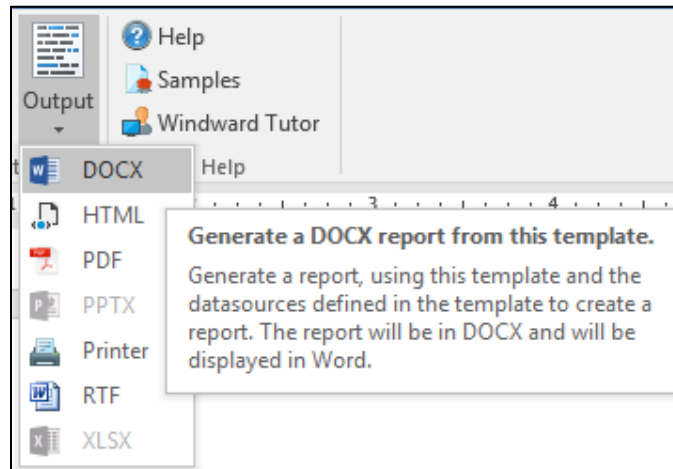 Output
Help
Samples
Windward Tutor
Help
DOCX
HTML
PDF
PPTX
Printer
RTF
XLSX
3
4
Generate a DOCX report from this template.
Generate a report, using this template and the
datasources defined in the template to create a
report. The report will be in DOCX and will be
displayed in Word.